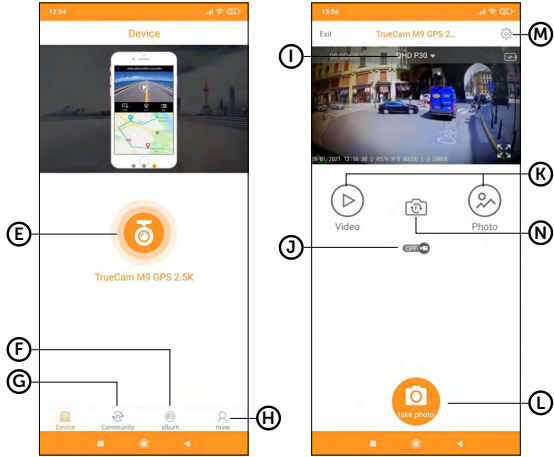 13:54
Device
E
TrueCam M9 GPS 2.5K
F
G
H
Device
Community
album
mine
13:56
Exit
TrueCam M9 GPS 2...
M
I
QHD P30
K
Video
Photo
N
J
OFF
L
take photo